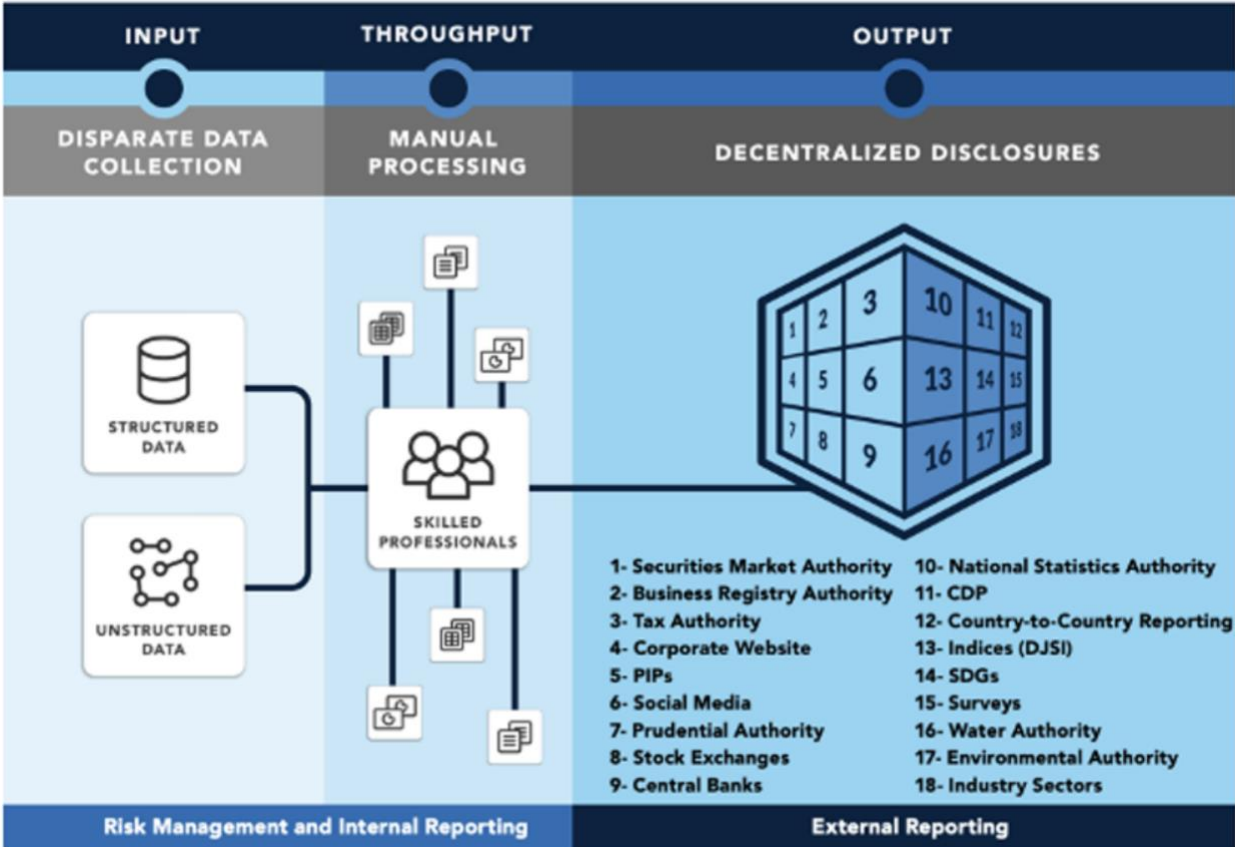 INPUT
THROUGHPUT
OUTPUT
DISPARATE DATA
COLLECTION
MANUAL
PROCESSING
DECENTRALIZED DISCLOSURES
STRUCTURED
DATA
UNSTRUCTURED
DATA
SKILLED
PROFESSIONALS
1 2 3 10 11 12
4 5 6 13 14 15
7 8 9 16 17 18
1- Securities Market Authority
2- Business Registry Authority
3- Tax Authority
4- Corporate Website
5- PIPs
6- Social Media
7- Prudential Authority
8- Stock Exchanges
9- Central Banks
10- National Statistics Authority
11- CDP
12- Country-to-Country Reporting
13- Indices (DJSI)
14- SDGs
15- Surveys
16- Water Authority
17- Environmental Authority
18- Industry Sectors
Risk Management and Internal Reporting
External Reporting